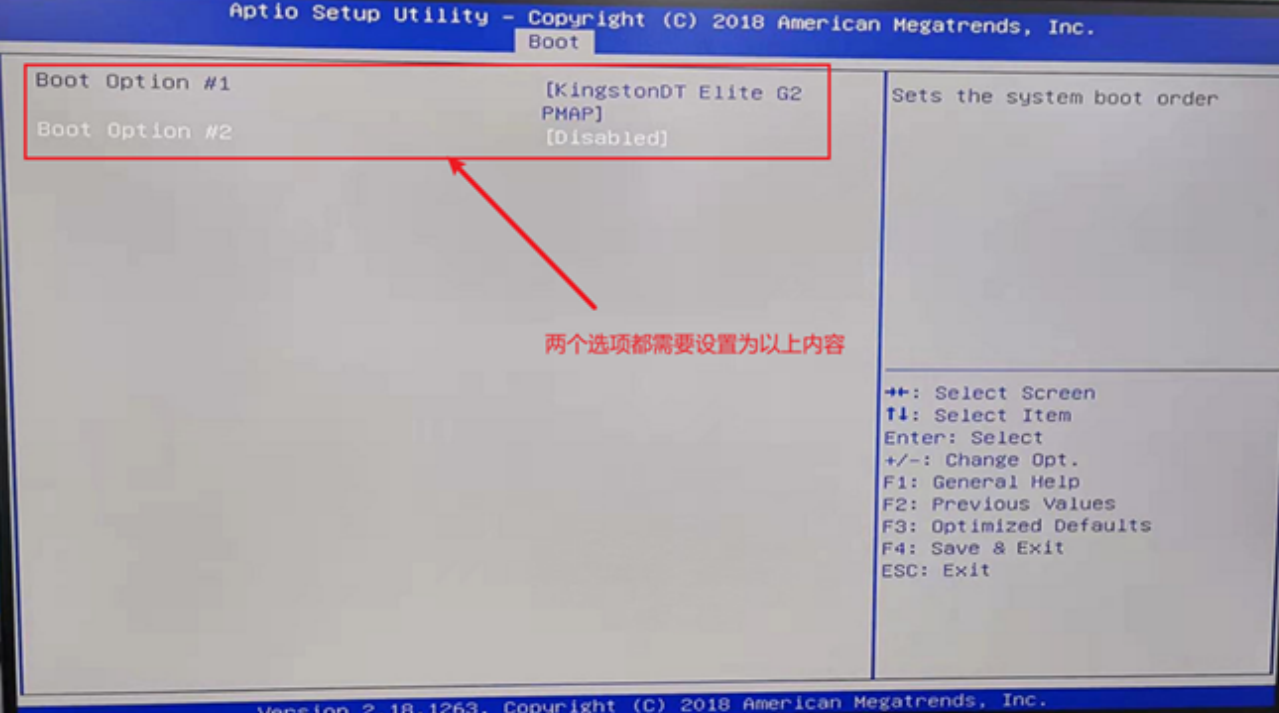 Aptio Setup Utility – Copyright (C) 2018 American Megatrends, Inc.
Boot
Boot Option #1 [KingstonDT Elite G2
PMAP]
Boot Option #2 [Disabled]
Sets the system boot order
两个选项都需要设置为以上内容
→←: Select Screen
↑↓: Select Item
Enter: Select
+/-: Change Opt.
F1: General Help
F2: Previous Values
F3: Optimized Defaults
F4: Save & Exit
ESC: Exit
Version 2.18.1263. Copyright (C) 2018 American Megatrends, Inc.